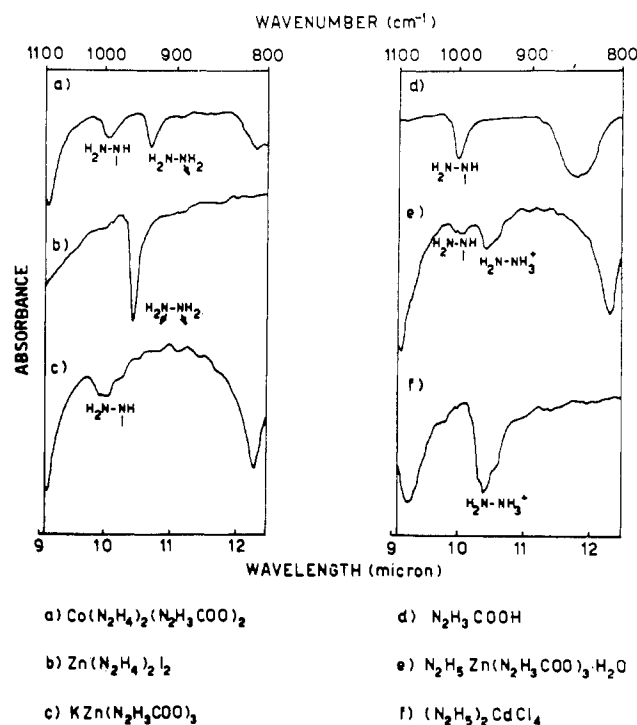 WAVENUMBER (cm⁻¹)
1100 1000 900 800
1100 1000 900 800
a)
H₂N-NH
H₂N-NH₂
b)
H₂N-NH₂
c)
H₂N-NH
d)
H₂N-NH
e)
H₂N-NH
H₂N-NH₃⁺
f)
H₂N-NH₃⁺
ABSORBANCE
9 10 11 12
9 10 11 12
WAVELENGTH (micron)
a) Co(N₂H₄)₂(N₂H₃COO)₂
b) Zn(N₂H₄)₂I₂
c) KZn(N₂H₃COO)₃
d) N₂H₃COOH
e) N₂H₅Zn(N₂H₃COO)₃·H₂O
f) (N₂H₅)₂CdCl₄